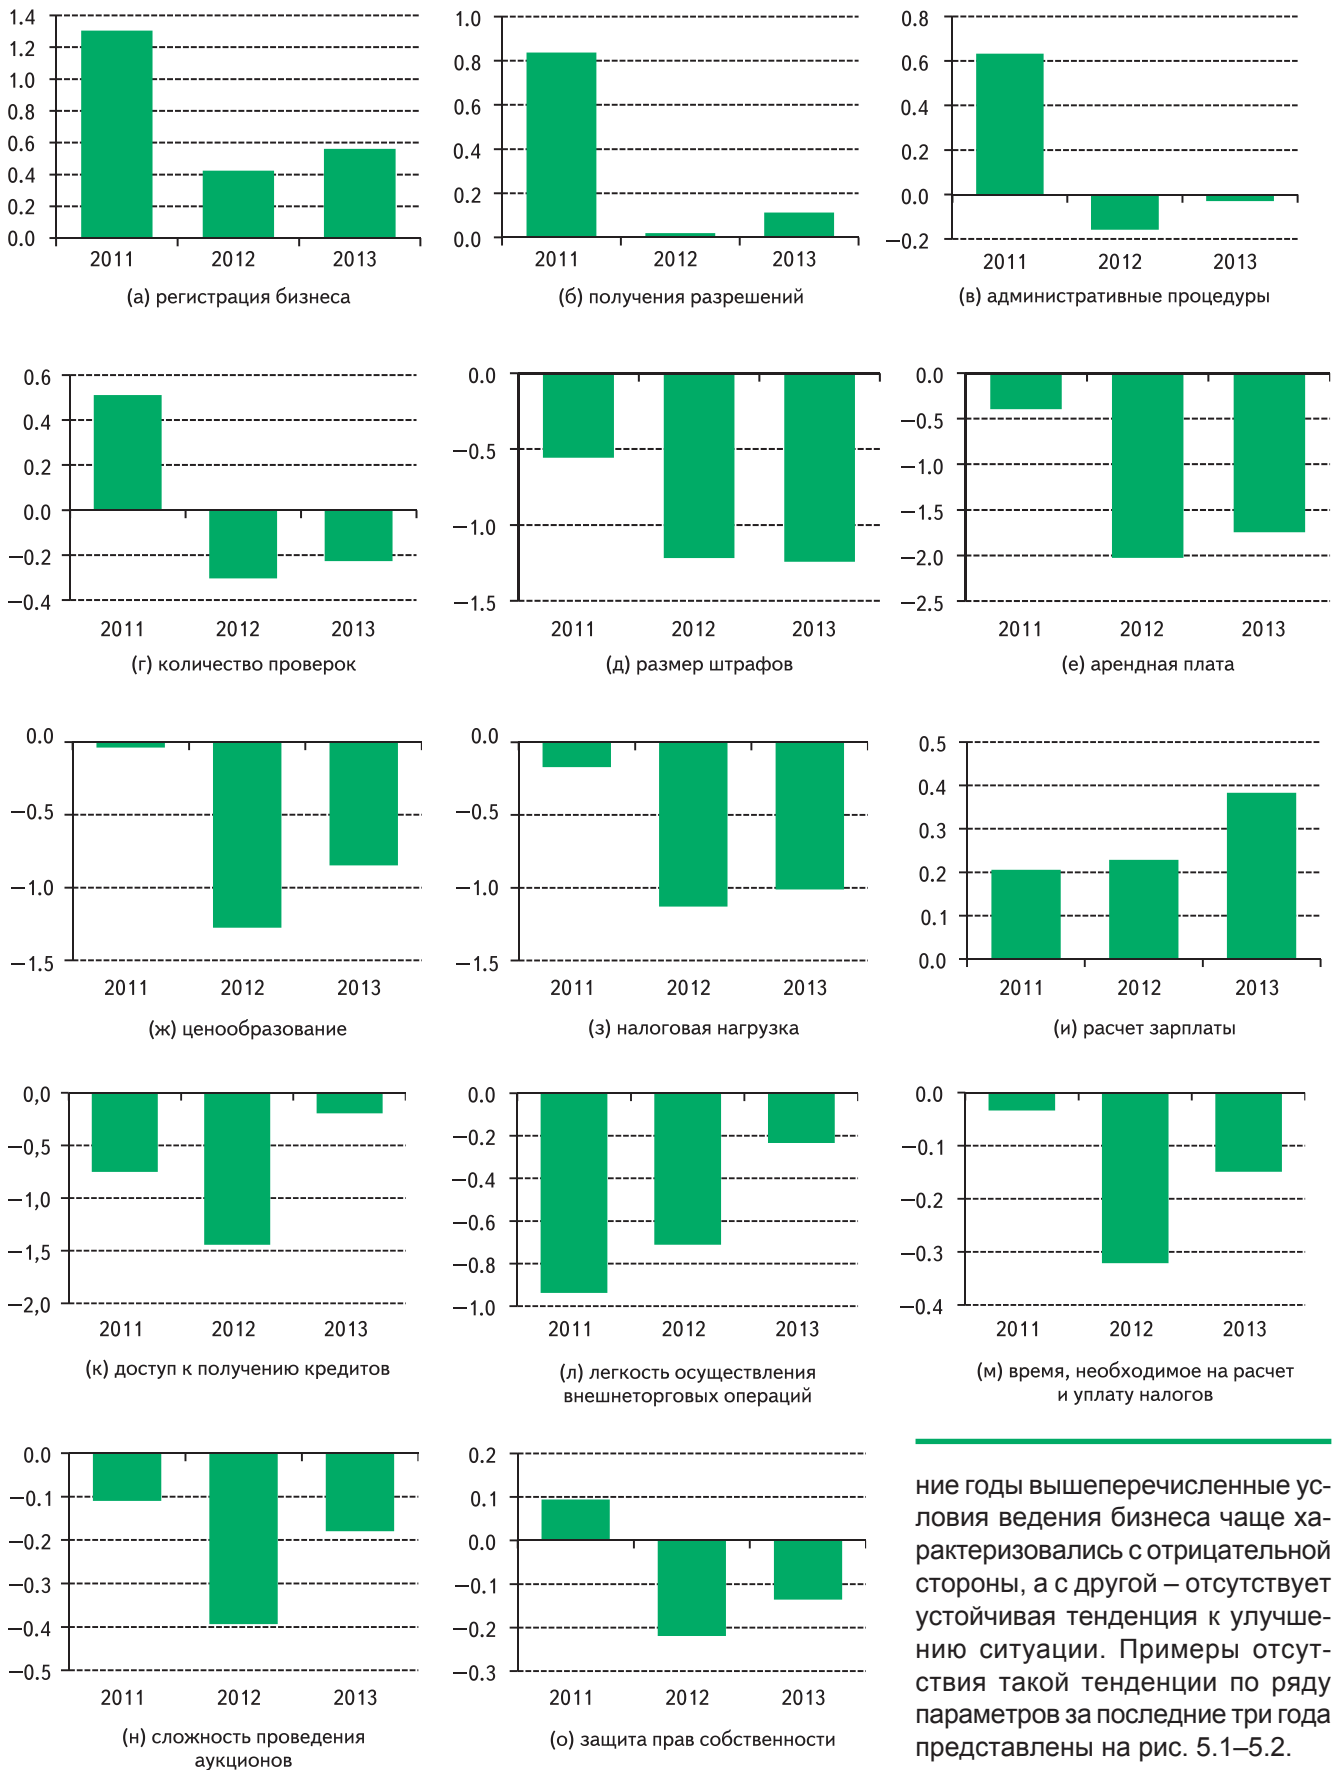 1.4
1.2
1.0
0.8
0.6
0.4
0.2
0.0
2011 2012 2013
(а) регистрация бизнеса
1.0
0.8
0.6
0.4
0.2
0.0
2011 2012 2013
(б) получения разрешений
0.8
0.6
0.4
0.2
0.0
–0.2
2011 2012 2013
(в) административные процедуры
0.6
0.4
0.2
0.0
–0.2
–0.4
2011 2012 2013
(г) количество проверок
0.0
–0.5
–1.0
–1.5
2011 2012 2013
(д) размер штрафов
0.0
–0.5
–1.0
–1.5
–2.0
–2.5
2011 2012 2013
(е) арендная плата
0.0
–0.5
–1.0
–1.5
2011 2012 2013
(ж) ценообразование
0.0
–0.5
–1.0
–1.5
2011 2012 2013
(з) налоговая нагрузка
0.5
0.4
0.3
0.2
0.1
0.0
2011 2012 2013
(и) расчет зарплаты
0,0
–0,5
–1,0
–1,5
–2,0
2011 2012 2013
(к) доступ к получению кредитов
0.0
–0.2
–0.4
–0.6
–0.8
–1.0
2011 2012 2013
(л) легкость осуществления
внешнеторговых операций
0.0
–0.1
–0.2
–0.3
–0.4
2011 2012 2013
(м) время, необходимое на расчет
и уплату налогов
0.0
–0.1
–0.2
–0.3
–0.4
–0.5
2011 2012 2013
(н) сложность проведения
аукционов
0.2
0.1
0.0
–0.1
–0.2
–0.3
2011 2012 2013
(о) защита прав собственности
ние годы вышеперечисленные ус-
ловия ведения бизнеса чаще ха-
рактеризовались с отрицательной
стороны, а с другой – отсутствует
устойчивая тенденция к улучше-
нию ситуации. Примеры отсут-
ствия такой тенденции по ряду
параметров за последние три года
представлены на рис. 5.1–5.2.